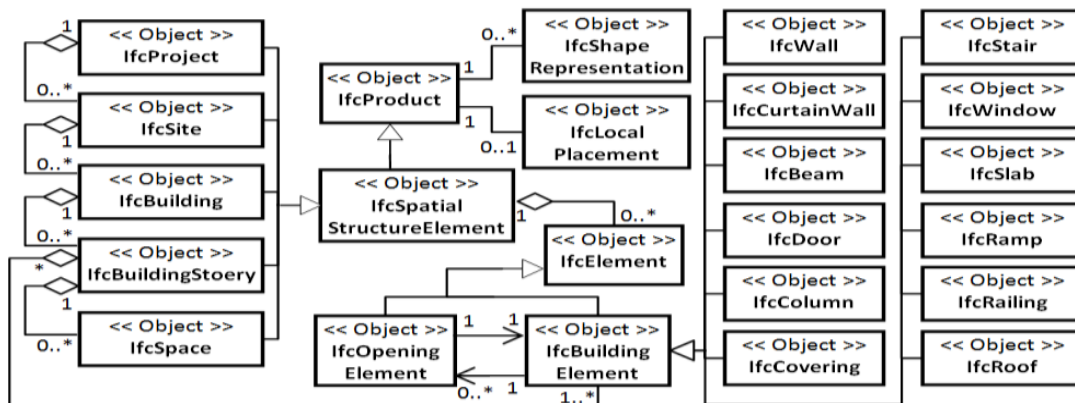 1
<< Object >>
IfcProject
0..*
<< Object >>
IfcSite
1
0..*
<< Object >>
IfcBuilding
1
0..*
<< Object >>
IfcBuildingStoery
*
1
<< Object >>
IfcSpace
0..*
<< Object >>
IfcProduct
1
0..*
<< Object >>
IfcShape
Representation
1
0..1
<< Object >>
IfcLocal
Placement
<< Object >>
IfcSpatial
StructureElement
1
0..*
<< Object >>
IfcElement
<< Object >>
IfcOpening
Element
1
1
0..*
1
<< Object >>
IfcBuilding
Element
1..*
<< Object >>
IfcWall
<< Object >>
IfcCurtainWall
<< Object >>
IfcBeam
<< Object >>
IfcDoor
<< Object >>
IfcColumn
<< Object >>
IfcCovering
<< Object >>
IfcStair
<< Object >>
IfcWindow
<< Object >>
IfcSlab
<< Object >>
IfcRamp
<< Object >>
IfcRailing
<< Object >>
IfcRoof